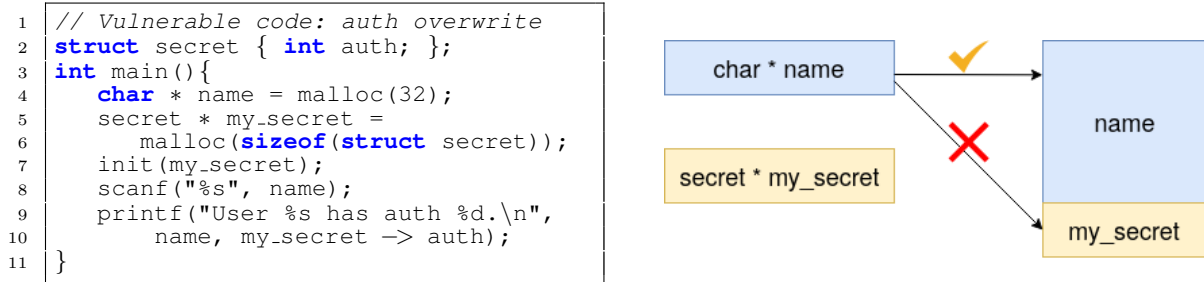 1 // Vulnerable code: auth overwrite
2 struct secret { int auth; };
3 int main(){
4 char * name = malloc(32);
5 secret * my_secret =
6 malloc(sizeof(struct secret));
7 init(my_secret);
8 scanf("%s", name);
9 printf("User %s has auth %d.\n",
10 name, my_secret -> auth);
11 }
char * name
name
secret * my_secret
my_secret